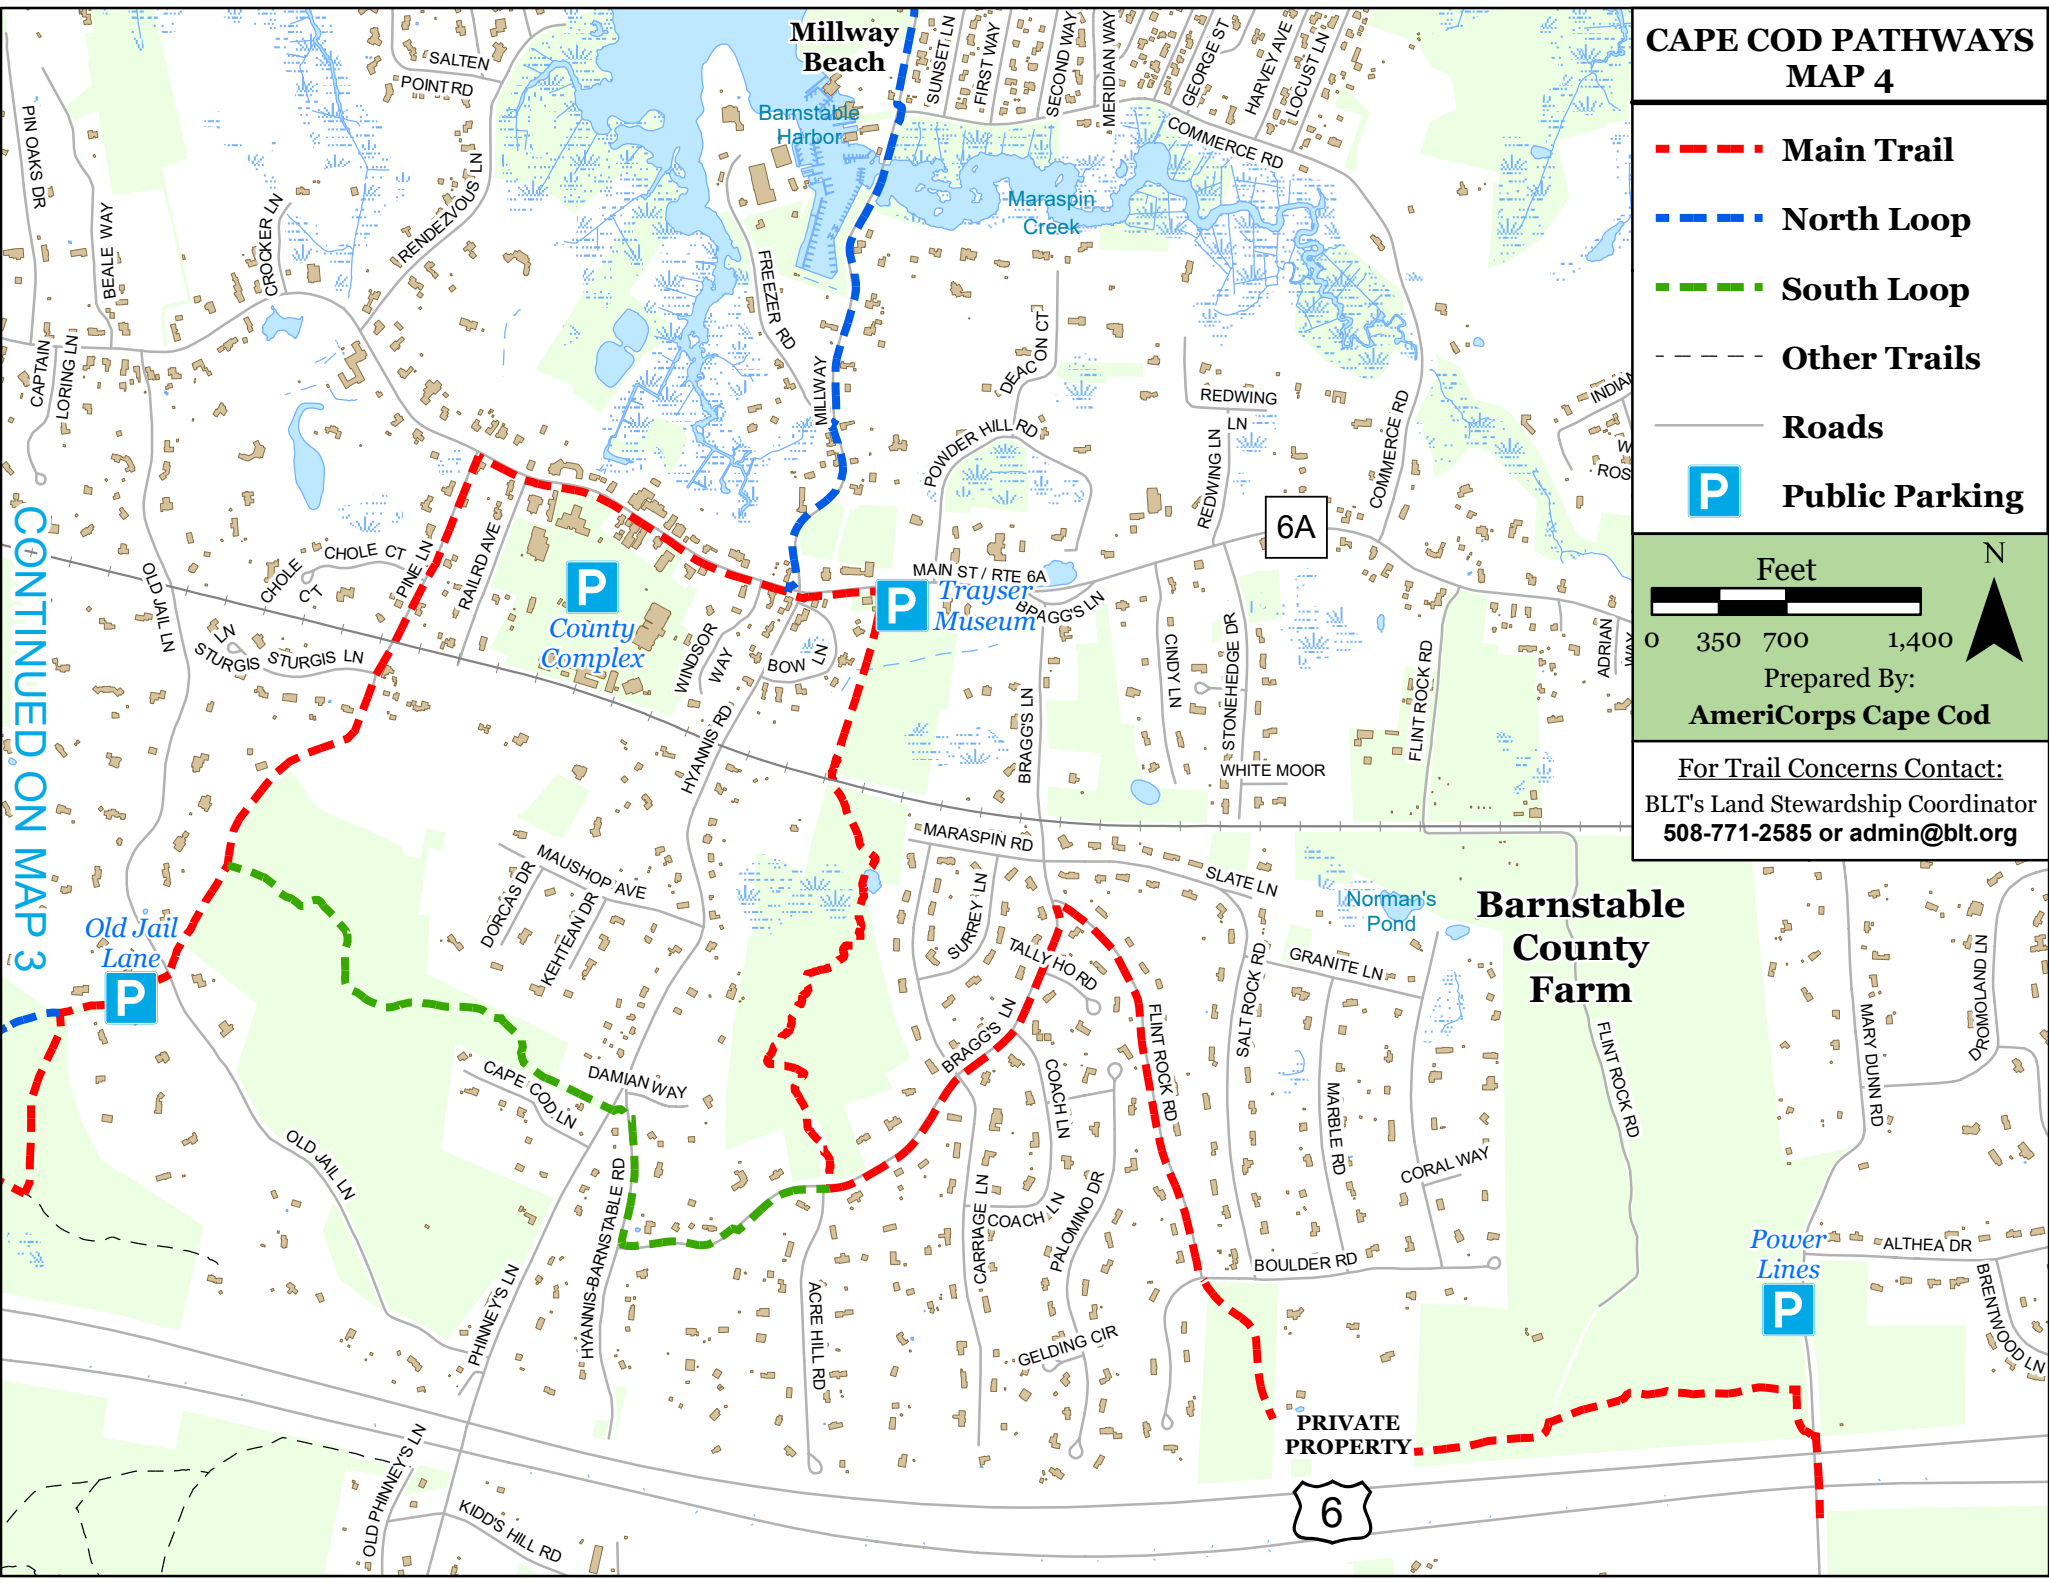 CAPE COD PATHWAYS
MAP 4
Main Trail
North Loop
South Loop
Other Trails
Roads
P
Public Parking
Feet
N
0
350
700
1,400
Prepared By:
AmeriCorps Cape Cod
For Trail Concerns Contact:
BLT's Land Stewardship Coordinator
508-771-2585 or admin@blt.org
Millway
Beach
Barnstable
Harbor
Maraspin
Creek
SALTEN
POINT RD
PIN OAKS DR
BEALE WAY
CROCKER LN
RENDEZVOUS LN
CAPTAIN
LORING LN
FREEZER RD
MILLWAY
SUNSET LN
FIRST WAY
SECOND WAY
MERIDIAN WAY
GEORGE ST
HARVEY AVE
LOCUST LN
COMMERCE RD
DEACON CT
POWDER HILL RD
REDWING
LN
REDWING LN
COMMERCE RD
INDIAN
W
ROS
6A
MAIN ST / RTE 6A
P
Trayser
Museum
BRAGG'S LN
P
County
Complex
CHOLE CT
CHOLE
CT
PINE LN
RAILRD AVE
OLD JAIL LN
LN
STURGIS
STURGIS LN
WINDSOR
WAY
BOW
LN
HYANNIS RD
BRAGG'S LN
CINDY LN
STONEHEDGE DR
WHITE MOOR
FLINT ROCK RD
ADRIAN
WAY
CONTINUED ON MAP 3
Old Jail
Lane
P
MAUSHOP AVE
DORCAS DR
KEHTEAN DR
MARASPIN RD
SLATE LN
SURREY LN
TALLY HO RD
Norman's
Pond
Barnstable
County
Farm
GRANITE LN
SALT ROCK RD
FLINT ROCK RD
FLINT ROCK RD
MARY DUNN RD
DROMOLAND LN
BRAGG'S LN
COACH LN
MARBLE RD
CORAL WAY
CAPE COD LN
DAMIAN WAY
OLD JAIL LN
HYANNIS-BARNSTABLE RD
CARRIAGE LN
COACH LN
PALOMINO DR
BOULDER RD
GELDING CIR
ACRE HILL RD
PHINNEY'S LN
Power
Lines
P
ALTHEA DR
BRENTWOOD LN
PRIVATE
PROPERTY
6
OLD PHINNEY'S LN
KIDD'S HILL RD